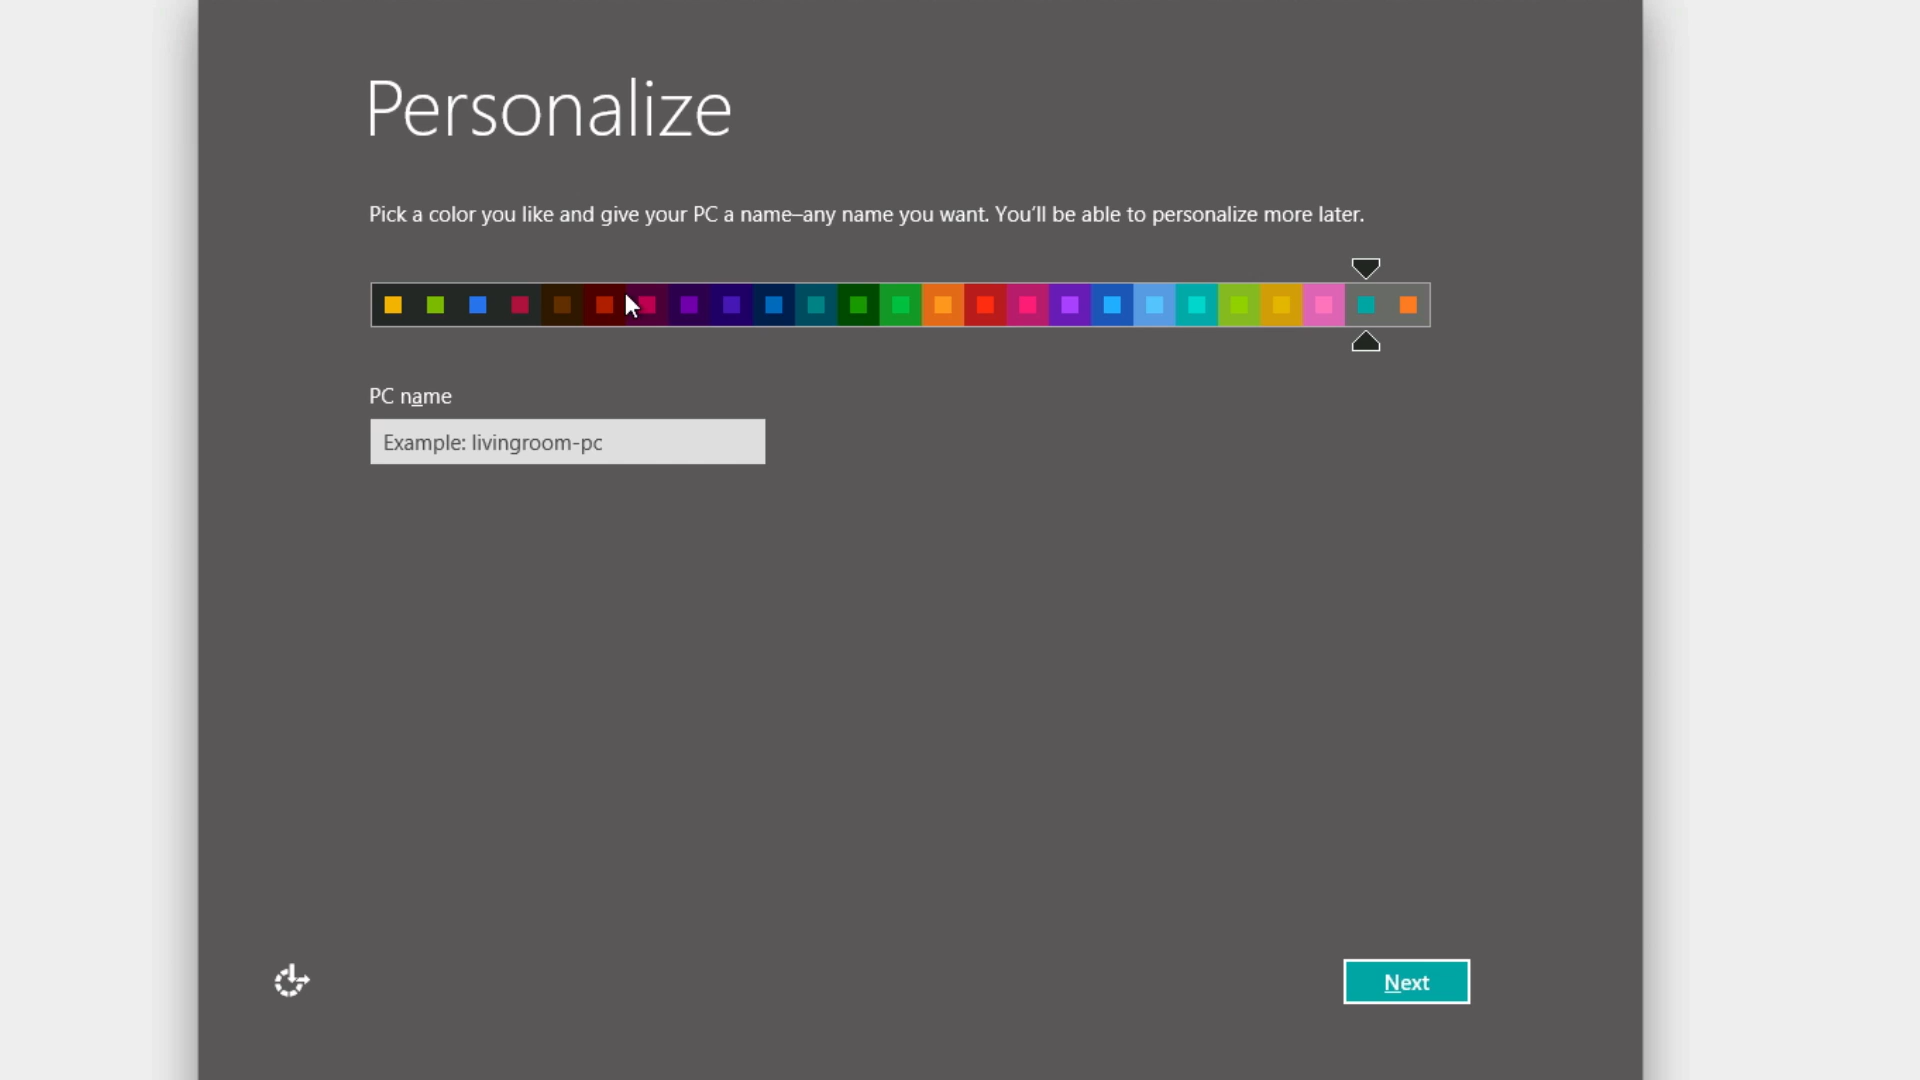 Personalize
Pick a color you like and give your PC a name–any name you want. You'll be able to personalize more later.
PC name
Example: livingroom-pc
Next